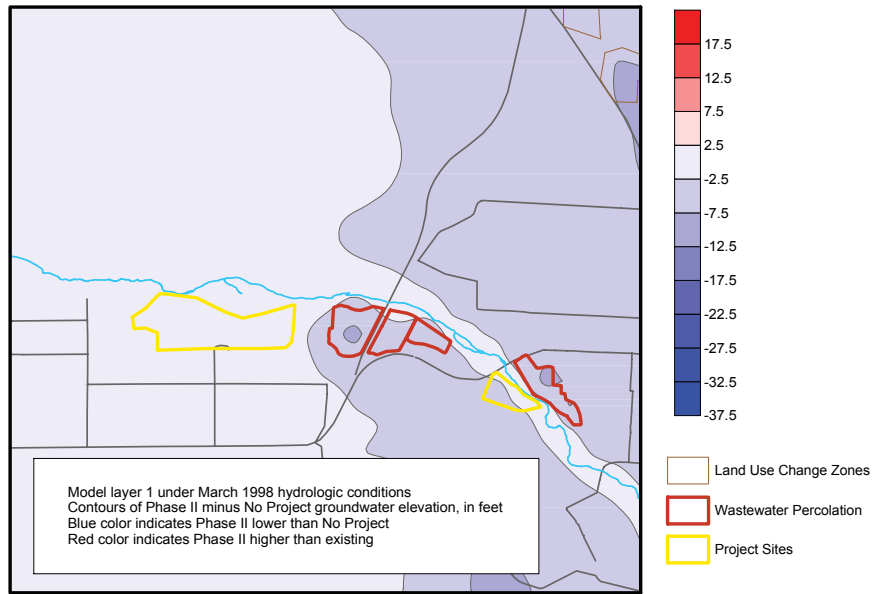 17.5
12.5
7.5
2.5
-2.5
-7.5
-12.5
-17.5
-22.5
-27.5
-32.5
-37.5
Land Use Change Zones
Wastewater Percolation
Project Sites
Model layer 1 under March 1998 hydrologic conditions
Contours of Phase II minus No Project groundwater elevation, in feet
Blue color indicates Phase II lower than No Project
Red color indicates Phase II higher than existing